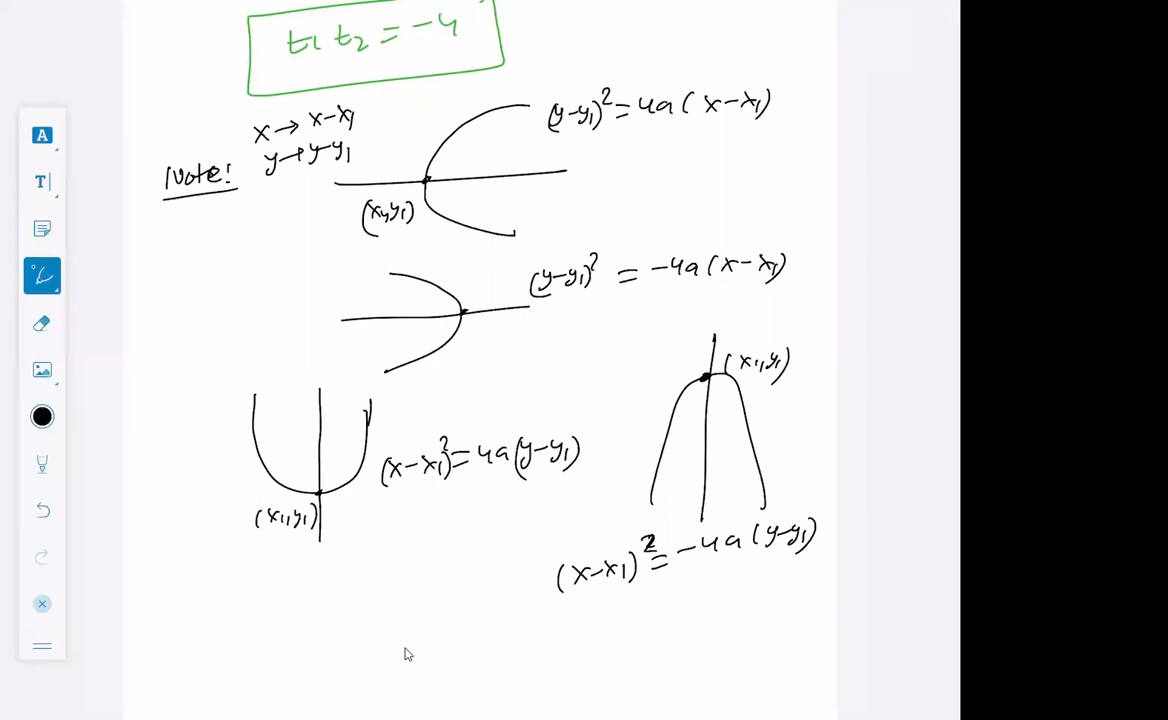 t₁ t₂ = -4
x → x-x₁
y → y-y₁
Note:
(y-y₁)² = 4a(x-x₁)
(x₁,y₁)
(y-y₁)² = -4a(x-x₁)
(x₁,y₁)
(x-x₁)² = 4a(y-y₁)
(x₁,y₁)
(x-x₁)² = -4a(y-y₁)
A
T